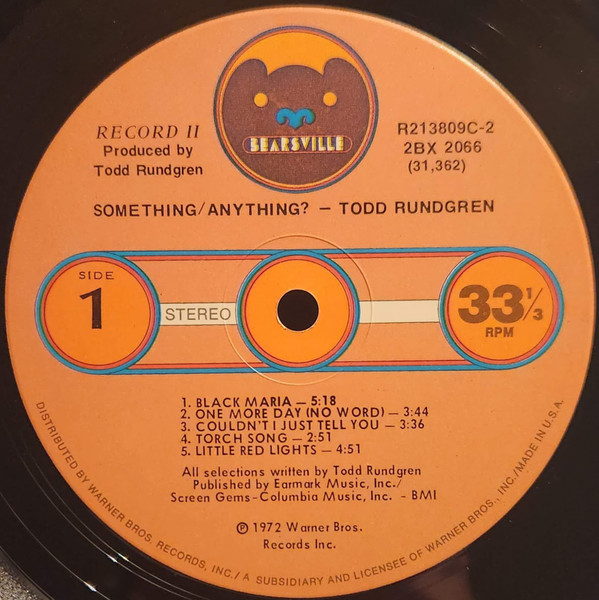 BEARSVILLE
RECORD II
Produced by
Todd Rundgren
R213809C-2
2BX 2066
(31,362)
SOMETHING/ANYTHING? — TODD RUNDGREN
SIDE
1
STEREO
33 1/3
RPM
1. BLACK MARIA — 5:18
2. ONE MORE DAY (NO WORD) — 3:44
3. COULDN'T I JUST TELL YOU — 3:36
4. TORCH SONG — 2:51
5. LITTLE RED LIGHTS — 4:51
All selections written by Todd Rundgren
Published by Earmark Music, Inc./
Screen Gems-Columbia Music, Inc. - BMI
℗ 1972 Warner Bros.
Records Inc.
DISTRIBUTED BY WARNER BROS. RECORDS, INC./A SUBSIDIARY AND LICENSEE OF WARNER BROS., INC./MADE IN U.S.A.